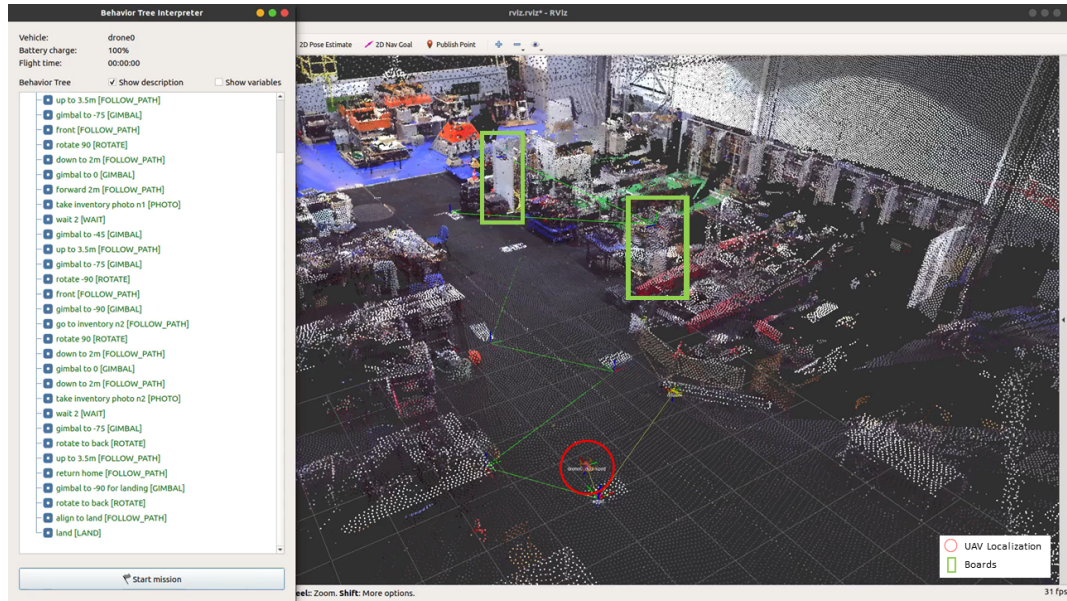 Behavior Tree Interpreter
Vehicle: drone0
Battery charge: 100%
Flight time: 00:00:00
Behavior Tree Show description Show variables
up to 3.5m [FOLLOW_PATH]
gimbal to -75 [GIMBAL]
front [FOLLOW_PATH]
rotate 90 [ROTATE]
down to 2m [FOLLOW_PATH]
gimbal to 0 [GIMBAL]
forward 2m [FOLLOW_PATH]
take inventory photo n1 [PHOTO]
wait 2 [WAIT]
gimbal to -45 [GIMBAL]
up to 3.5m [FOLLOW_PATH]
gimbal to -75 [GIMBAL]
rotate -90 [ROTATE]
front [FOLLOW_PATH]
gimbal to -90 [GIMBAL]
go to inventory n2 [FOLLOW_PATH]
rotate 90 [ROTATE]
down to 2m [FOLLOW_PATH]
gimbal to 0 [GIMBAL]
down to 2m [FOLLOW_PATH]
take inventory photo n2 [PHOTO]
wait 2 [WAIT]
gimbal to -75 [GIMBAL]
rotate to back [ROTATE]
up to 3.5m [FOLLOW_PATH]
return home [FOLLOW_PATH]
gimbal to -90 for landing [GIMBAL]
rotate to back [ROTATE]
align to land [FOLLOW_PATH]
land [LAND]
Start mission
rviz.rviz* - RViz
2D Pose Estimate 2D Nav Goal Publish Point
UAV Localization
Boards
eel: Zoom. Shift: More options. 31 fps